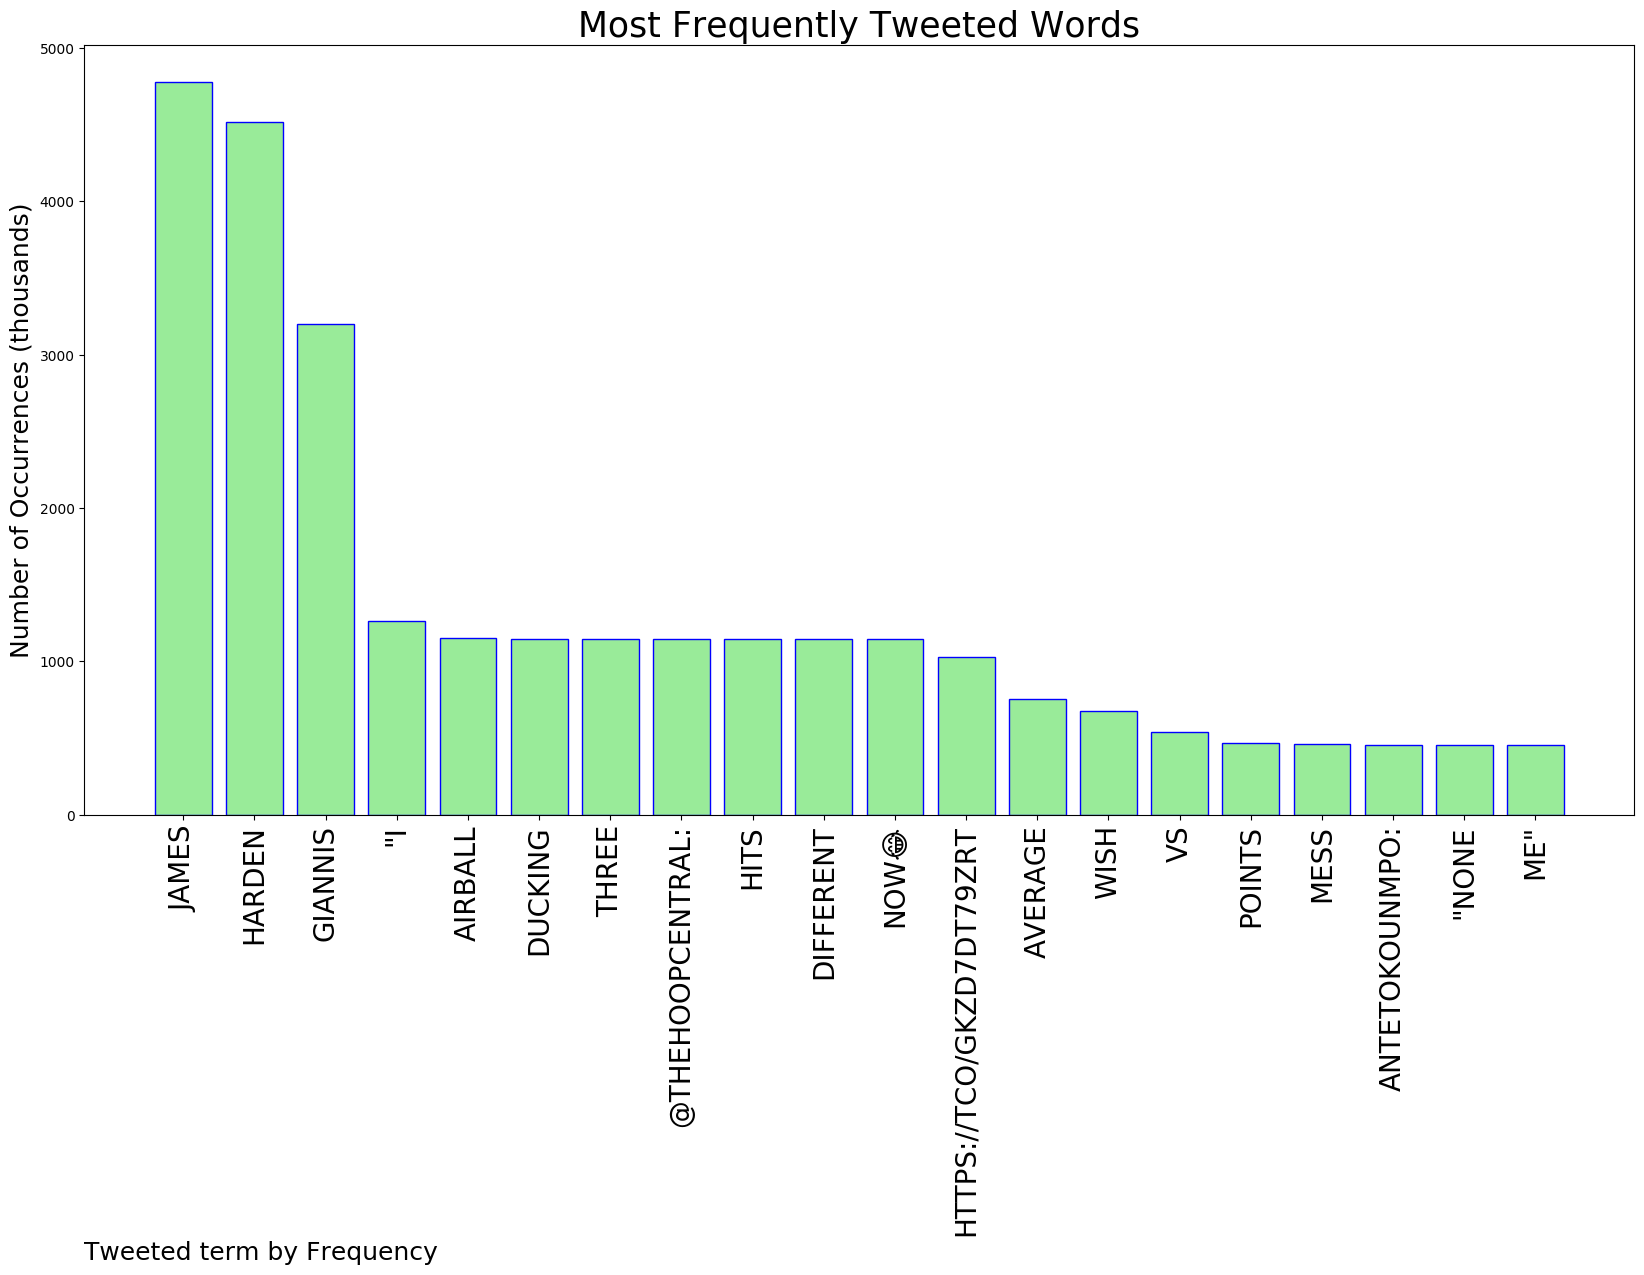 Most Frequently Tweeted Words
Number of Occurrences (thousands)
5000
4000
3000
2000
1000
0
JAMES
HARDEN
GIANNIS
"I
AIRBALL
DUCKING
THREE
@THEHOOPCENTRAL:
HITS
DIFFERENT
NOW😂
HTTPS://TCO/GKZD7DT79ZRT
AVERAGE
WISH
VS
POINTS
MESS
ANTETOKOUNMPO:
"NONE
ME"
Tweeted term by Frequency